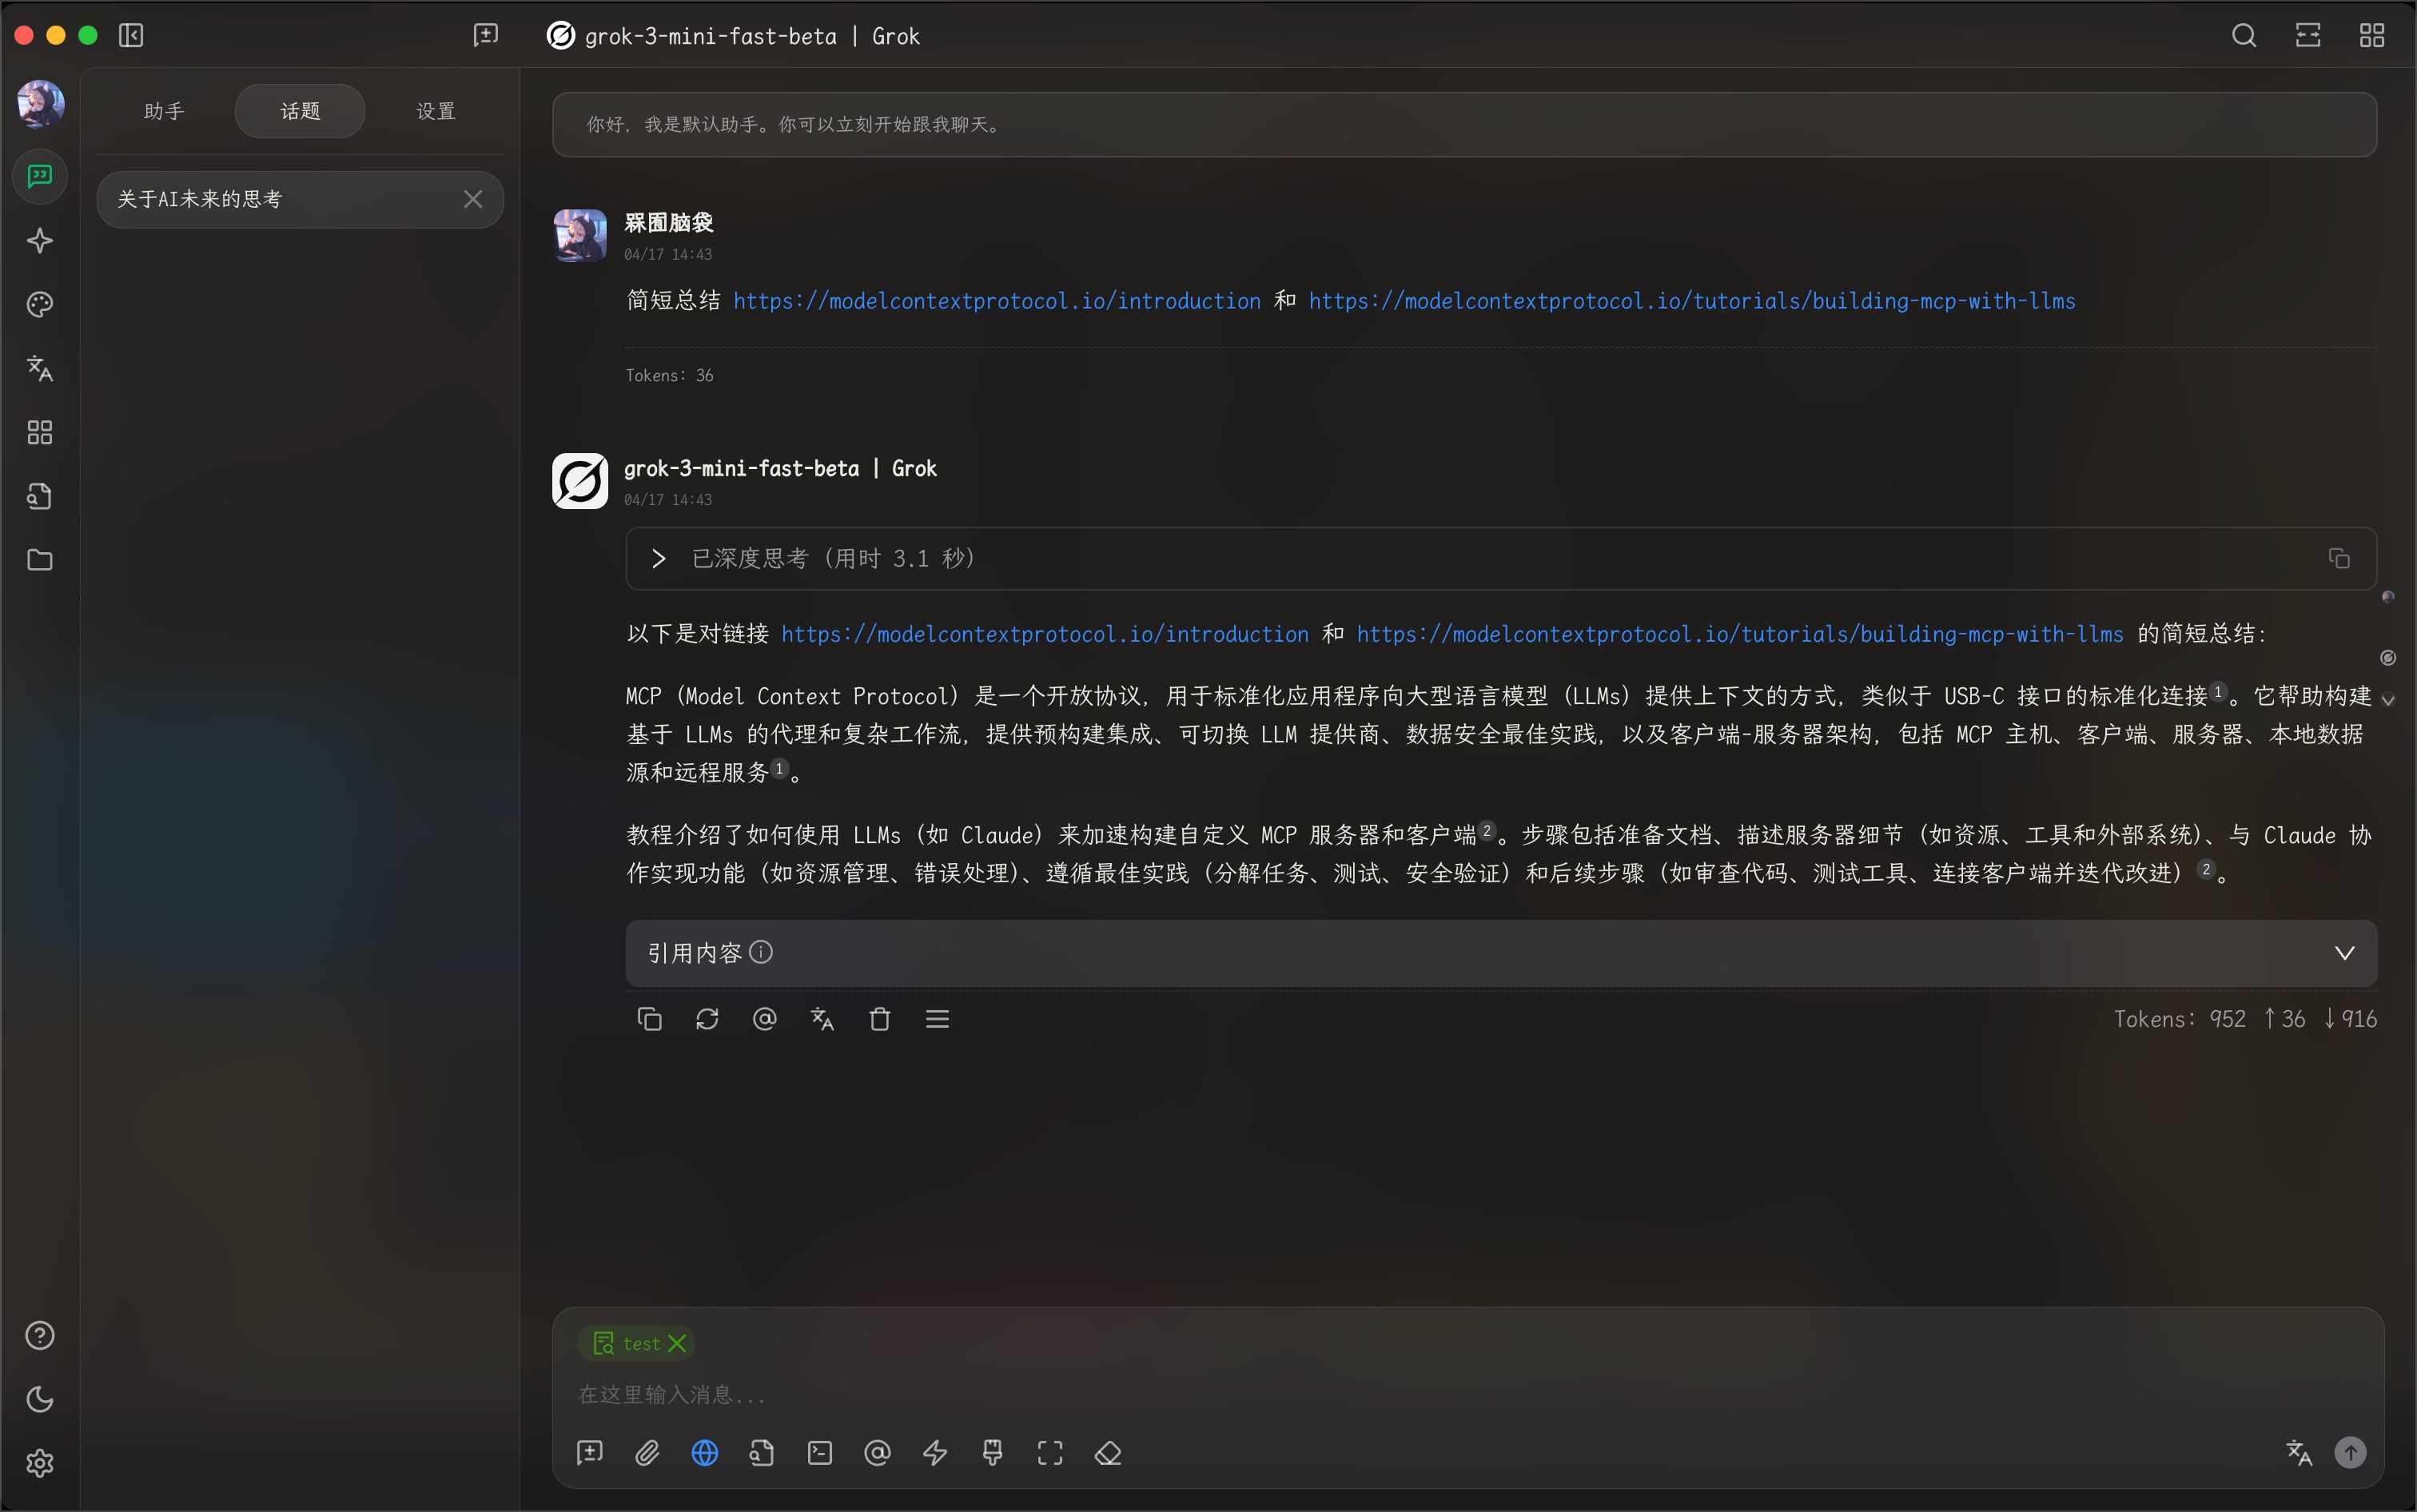 grok-3-mini-fast-beta | Grok
助手
话题
设置
关于AI未来的思考
你好，我是默认助手。你可以立刻开始跟我聊天。
槑囿脑袋
04/17 14:43
简短总结 https://modelcontextprotocol.io/introduction 和 https://modelcontextprotocol.io/tutorials/building-mcp-with-llms
Tokens: 36
grok-3-mini-fast-beta | Grok
04/17 14:43
已深度思考（用时 3.1 秒）
以下是对链接 https://modelcontextprotocol.io/introduction 和 https://modelcontextprotocol.io/tutorials/building-mcp-with-llms 的简短总结：
MCP（Model Context Protocol）是一个开放协议，用于标准化应用程序向大型语言模型（LLMs）提供上下文的方式，类似于 USB-C 接口的标准化连接1。它帮助构建
基于 LLMs 的代理和复杂工作流，提供预构建集成、可切换 LLM 提供商、数据安全最佳实践，以及客户端-服务器架构，包括 MCP 主机、客户端、服务器、本地数据
源和远程服务1。
教程介绍了如何使用 LLMs（如 Claude）来加速构建自定义 MCP 服务器和客户端2。步骤包括准备文档、描述服务器细节（如资源、工具和外部系统）、与 Claude 协
作实现功能（如资源管理、错误处理）、遵循最佳实践（分解任务、测试、安全验证）和后续步骤（如审查代码、测试工具、连接客户端并迭代改进）2。
引用内容
Tokens: 952 ↑36 ↓916
test
在这里输入消息...